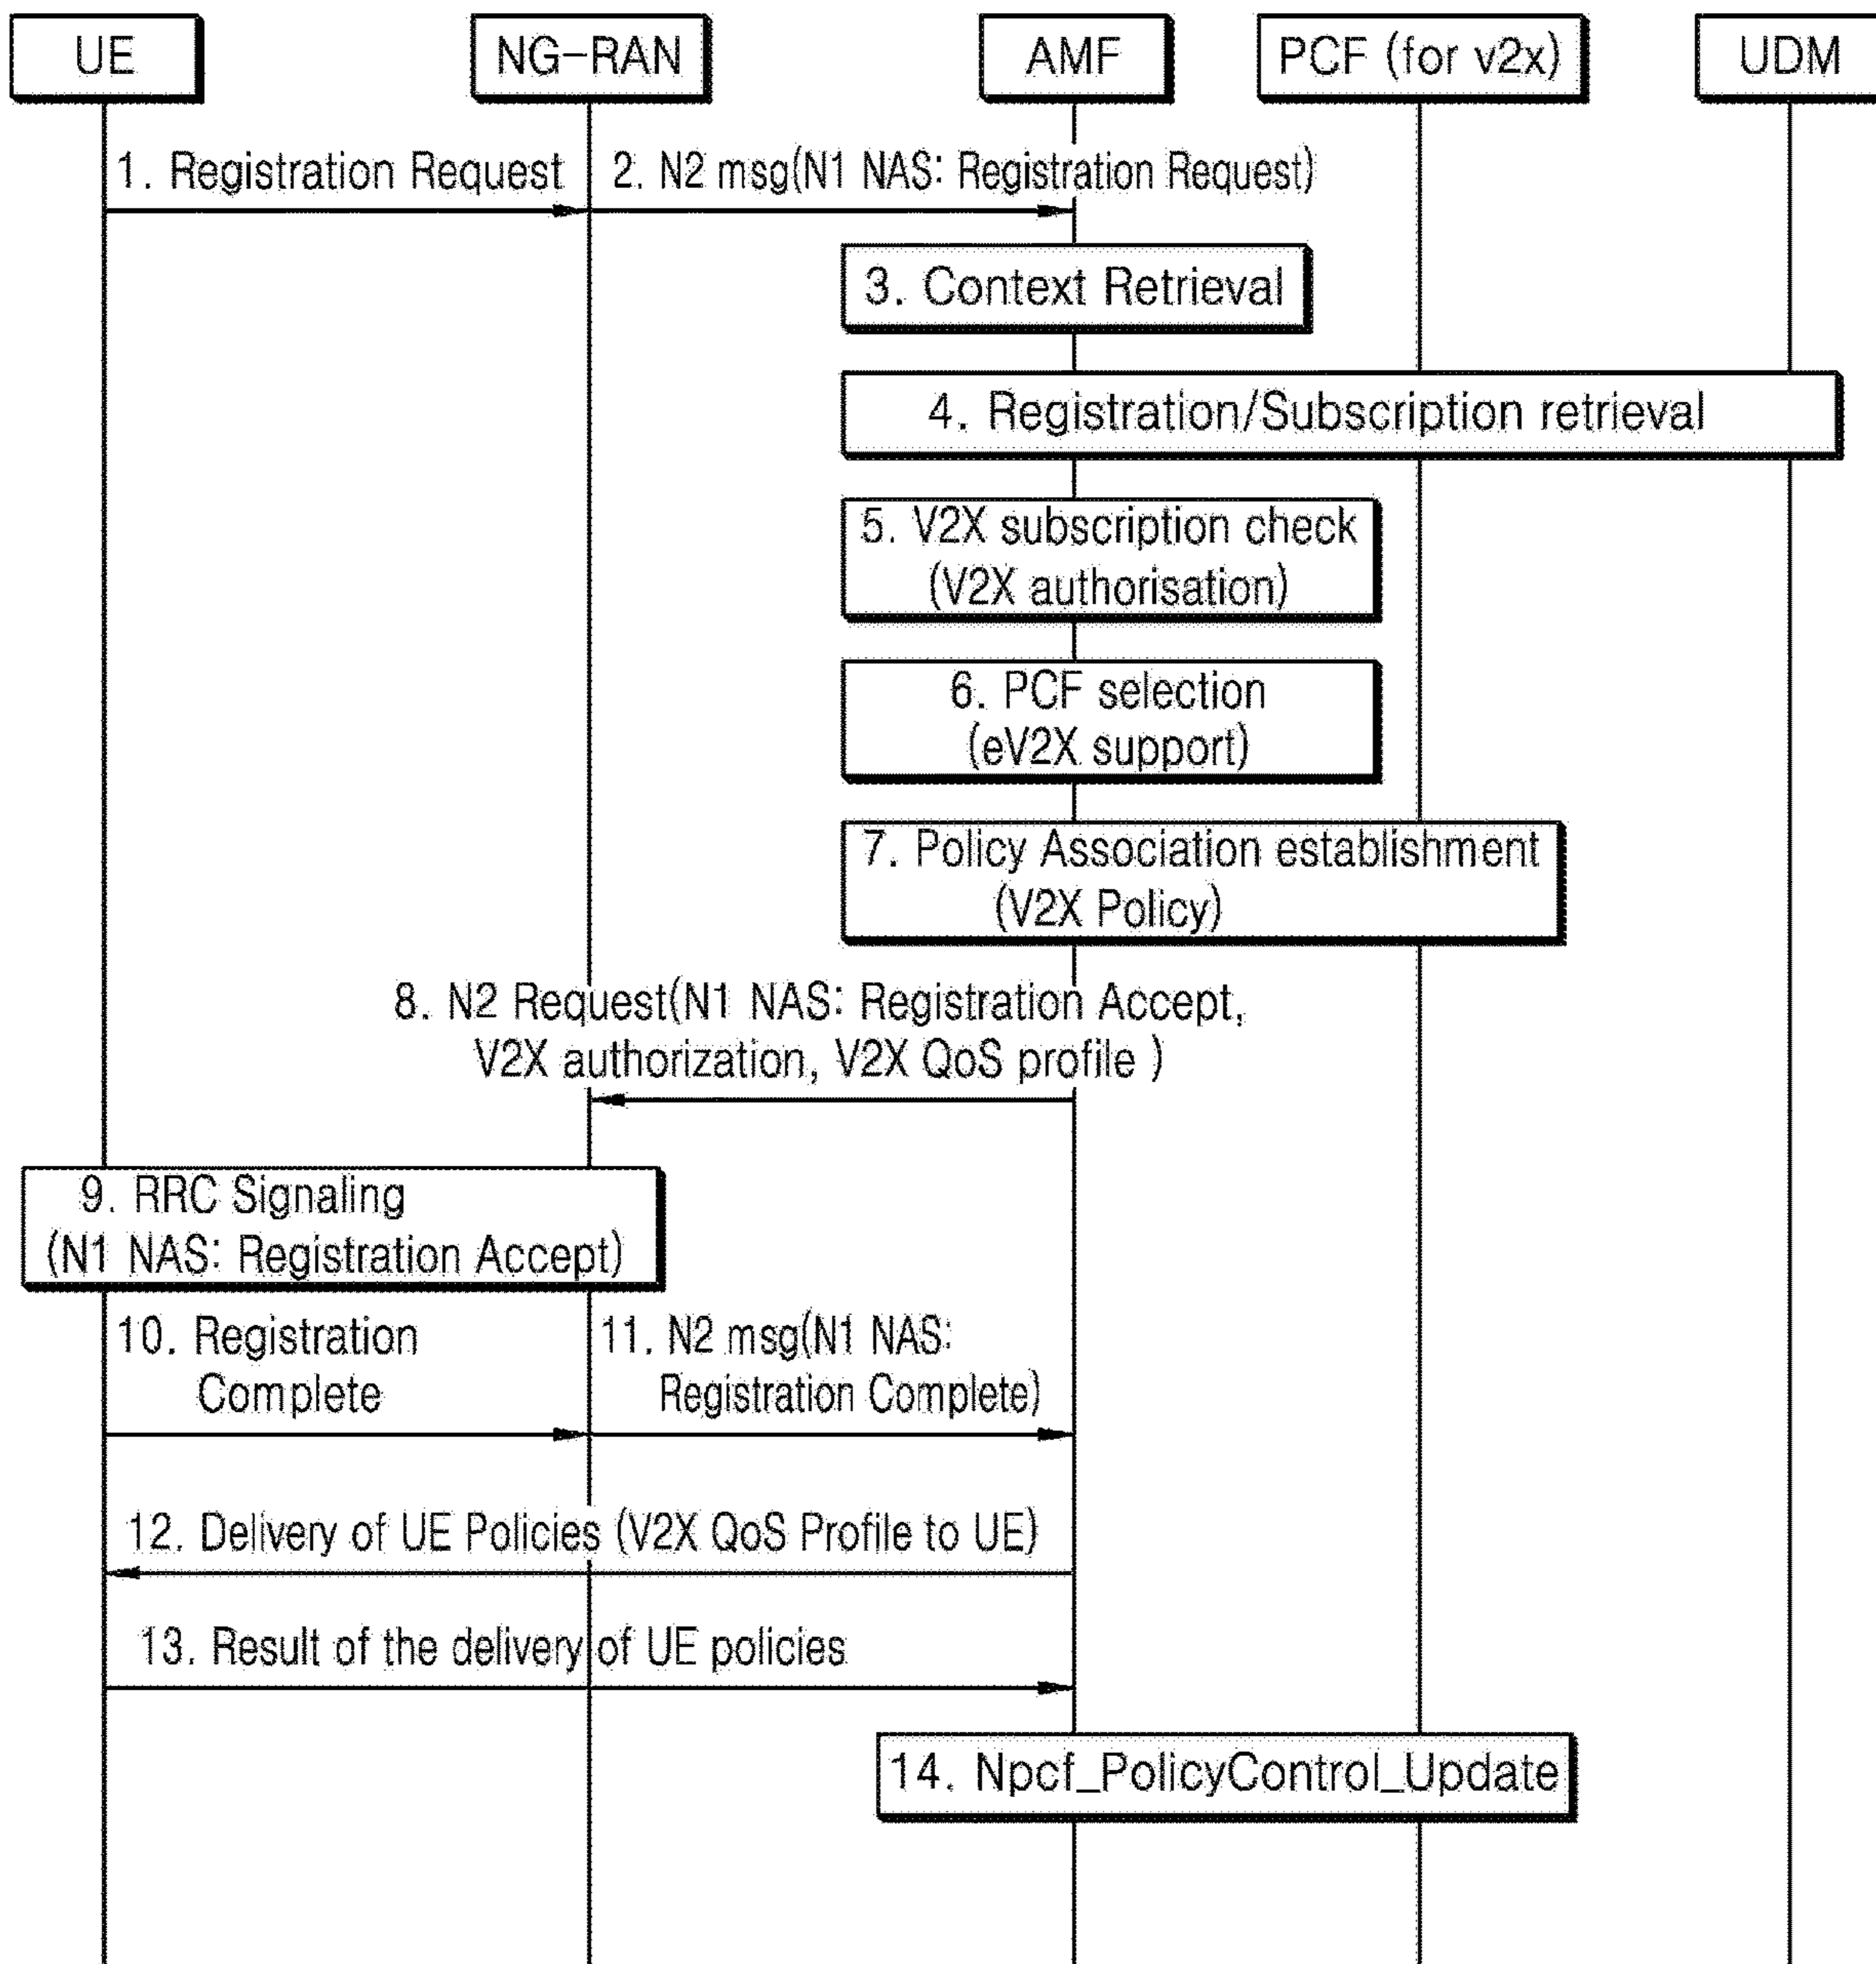 UE
NG-RAN
AMF
PCF (for v2x)
UDM
1. Registration Request
2. N2 msg(N1 NAS: Registration Request)
3. Context Retrieval
4. Registration/Subscription retrieval
5. V2X subscription check
(V2X authorisation)
6. PCF selection
(eV2X support)
7. Policy Association establishment
(V2X Policy)
8. N2 Request(N1 NAS: Registration Accept,
V2X authorization, V2X QoS profile )
9. RRC Signaling
(N1 NAS: Registration Accept)
10. Registration
Complete
11. N2 msg(N1 NAS:
Registration Complete)
12. Delivery of UE Policies (V2X QoS Profile to UE)
13. Result of the delivery of UE policies
14. Npcf_PolicyControl_Update